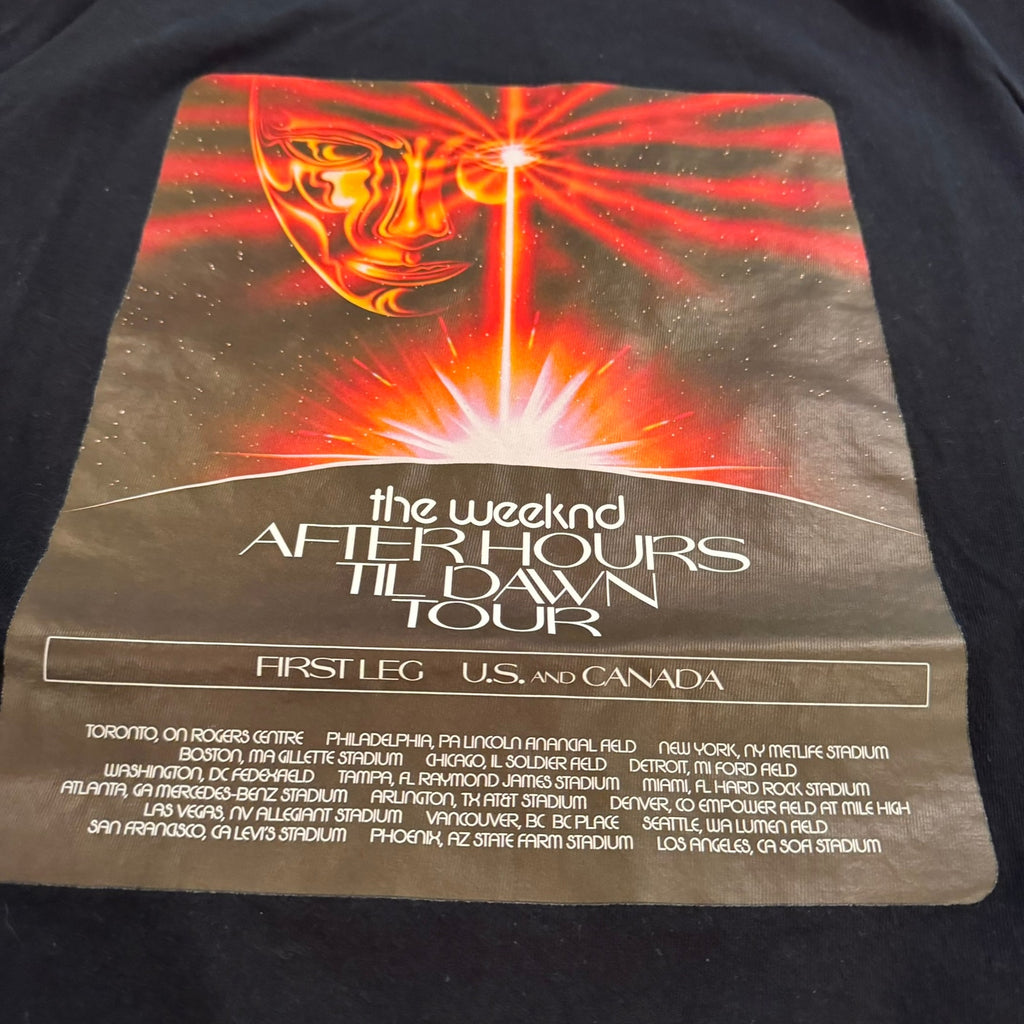 the weeknd
AFTER HOURS
TIL DAWN
TOUR
FIRST LEG U.S. AND CANADA
TORONTO, ON ROGERS CENTRE PHILADELPHIA, PA LINCOLN FINANCIAL FIELD NEW YORK, NY METLIFE STADIUM
BOSTON, MA GILLETTE STADIUM CHICAGO, IL SOLDIER FIELD DETROIT, MI FORD FIELD
WASHINGTON, DC FEDEXFIELD TAMPA, FL RAYMOND JAMES STADIUM MIAMI, FL HARD ROCK STADIUM
ATLANTA, GA MERCEDES-BENZ STADIUM ARLINGTON, TX AT&T STADIUM DENVER, CO EMPOWER FIELD AT MILE HIGH
LAS VEGAS, NV ALLEGIANT STADIUM VANCOUVER, BC BC PLACE SEATTLE, WA LUMEN FIELD
SAN FRANCISCO, CA LEVI'S STADIUM PHOENIX, AZ STATE FARM STADIUM LOS ANGELES, CA SOFI STADIUM